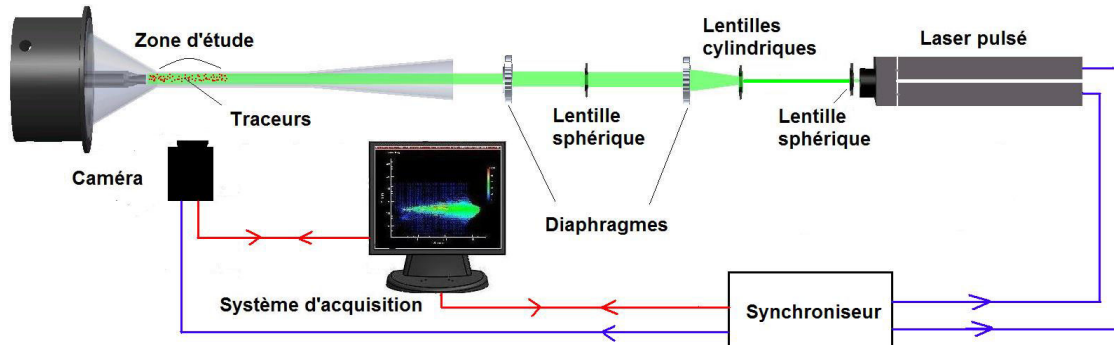 Zone d'étude
Traceurs
Caméra
Lentille
sphérique
Diaphragmes
Lentilles
cylindriques
Lentille
sphérique
Laser pulsé
Système d'acquisition
Synchroniseur